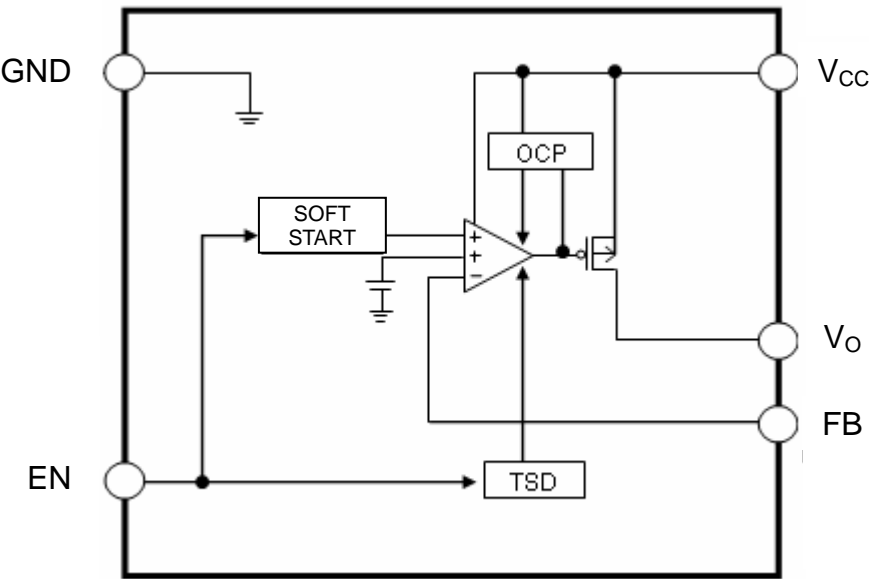 GND
VCC
OCP
SOFT
START
+
+
−
VO
FB
EN
TSD